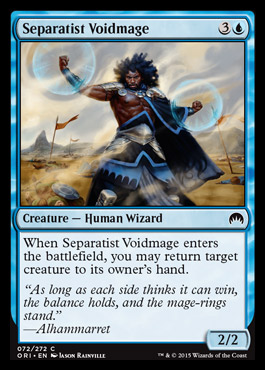 Separatist Voidmage 3
Creature — Human Wizard
When Separatist Voidmage enters
the battlefield, you may return target
creature to its owner's hand.
"As long as each side thinks it can win,
the balance holds, and the mage-rings
stand."
—Alhammarret
2/2
072/272 C
ORI • EN Jason Rainville
™ & © 2015 Wizards of the Coast